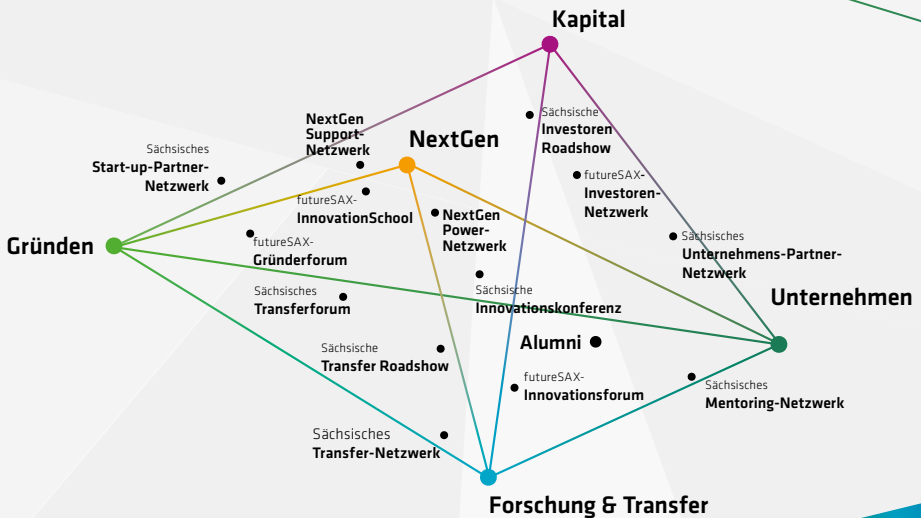 Kapital
Sächsische
Investoren
Roadshow
NextGen
Support-
Netzwerk
NextGen
Sächsisches
Start-up-Partner-
Netzwerk
futureSAX-
Investoren-
Netzwerk
futureSAX-
InnovationSchool
NextGen
Power-
Netzwerk
Gründen
futureSAX-
Gründerforum
Sächsisches
Unternehmens-Partner-
Netzwerk
Sächsisches
Transferforum
Sächsische
Innovationskonferenz
Unternehmen
Alumni
Sächsische
Transfer Roadshow
futureSAX-
Innovationsforum
Sächsisches
Mentoring-Netzwerk
Sächsisches
Transfer-Netzwerk
Forschung & Transfer